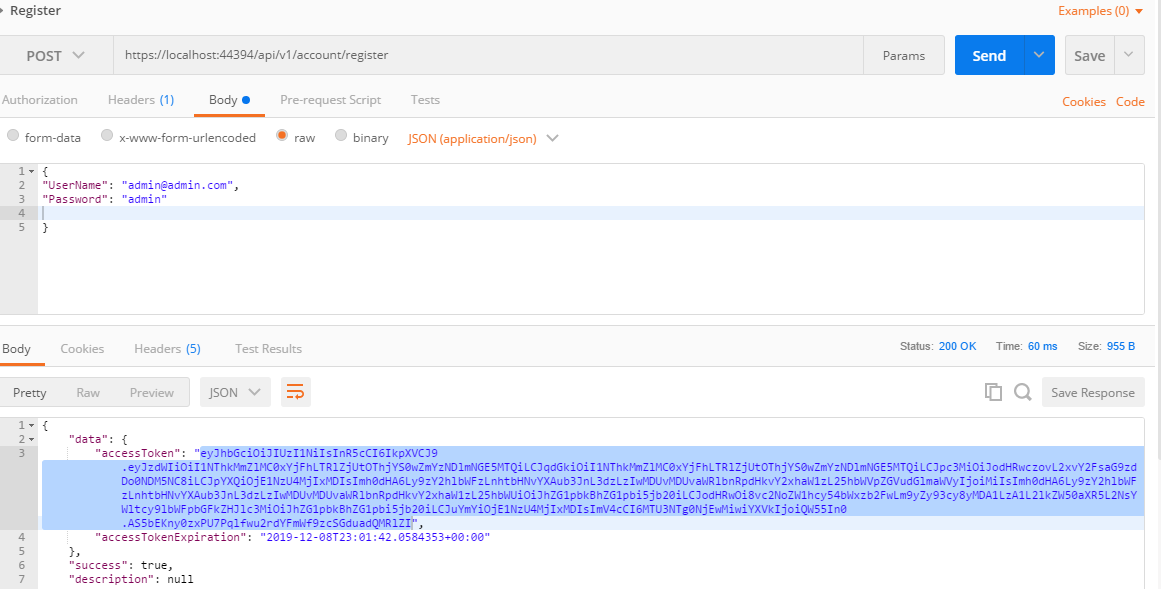 Register
Examples (0)
POST
https://localhost:44394/api/v1/account/register
Params
Send
Save
Authorization
Headers (1)
Body
Pre-request Script
Tests
Cookies
Code
form-data
x-www-form-urlencoded
raw
binary
JSON (application/json)
1 {
2 "UserName": "admin@admin.com",
3 "Password": "admin"
4
5 }
Body
Cookies
Headers (5)
Test Results
Status: 200 OK
Time: 60 ms
Size: 955 B
Pretty
Raw
Preview
JSON
Save Response
1 {
2 "data": {
3 "accessToken": "eyJhbGciOiJIUzI1NiIsInR5cCI6IkpXVCJ9
.eyJzdWIiOiI1NThkMmZlMC0xYjFhLTRlZjUtOThjYS0wZmYzNDlmNGE5MTQiLCJqdGkiOiI1NThkMmZlMC0xYjFhLTRlZjUtOThjYS0wZmYzNDlmNGE5MTQiLCJpc3MiOiJodHRwczovL2xvY2FsaG9zd
Do0NDM5NC8iLCJpYXQiOjE1NzU4MjIxMDIsImh0dHA6Ly9zY2hlbWFzLnhtbHNvYXAub3JnL3dzLzIwMDUvMDUvaWRlbnRpdHkvY2xhaW1zL25hbWVpZGVudGlmaWVyIjoiMiIsImh0dHA6Ly9zY2hlbWF
zLnhtbHNvYXAub3JnL3dzLzIwMDUvMDUvaWRlbnRpdHkvY2xhaW1zL25hbWUiOiJhZG1pbkBhZG1pbi5jb20iLCJodHRwOi8vc2NoZW1hcy54bWxzb2FwLm9yZy93cy8yMDA1LzA1L2lkZW50aXR5L2NsY
Wltcy9lbWFpbGFkZHJlc3MiOiJhZG1pbkBhZG1pbi5jb20iLCJuYmYiOjE1NzU4MjIxMDIsImV4cCI6MTU3NTg0NjEwMiwiYXVkIjoiQW55In0
.AS5bEKny0zxPU7Pqlfwu2rdYFmWf9zcSGduadQMRlZI",
4 "accessTokenExpiration": "2019-12-08T23:01:42.0584353+00:00"
5 },
6 "success": true,
7 "description": null